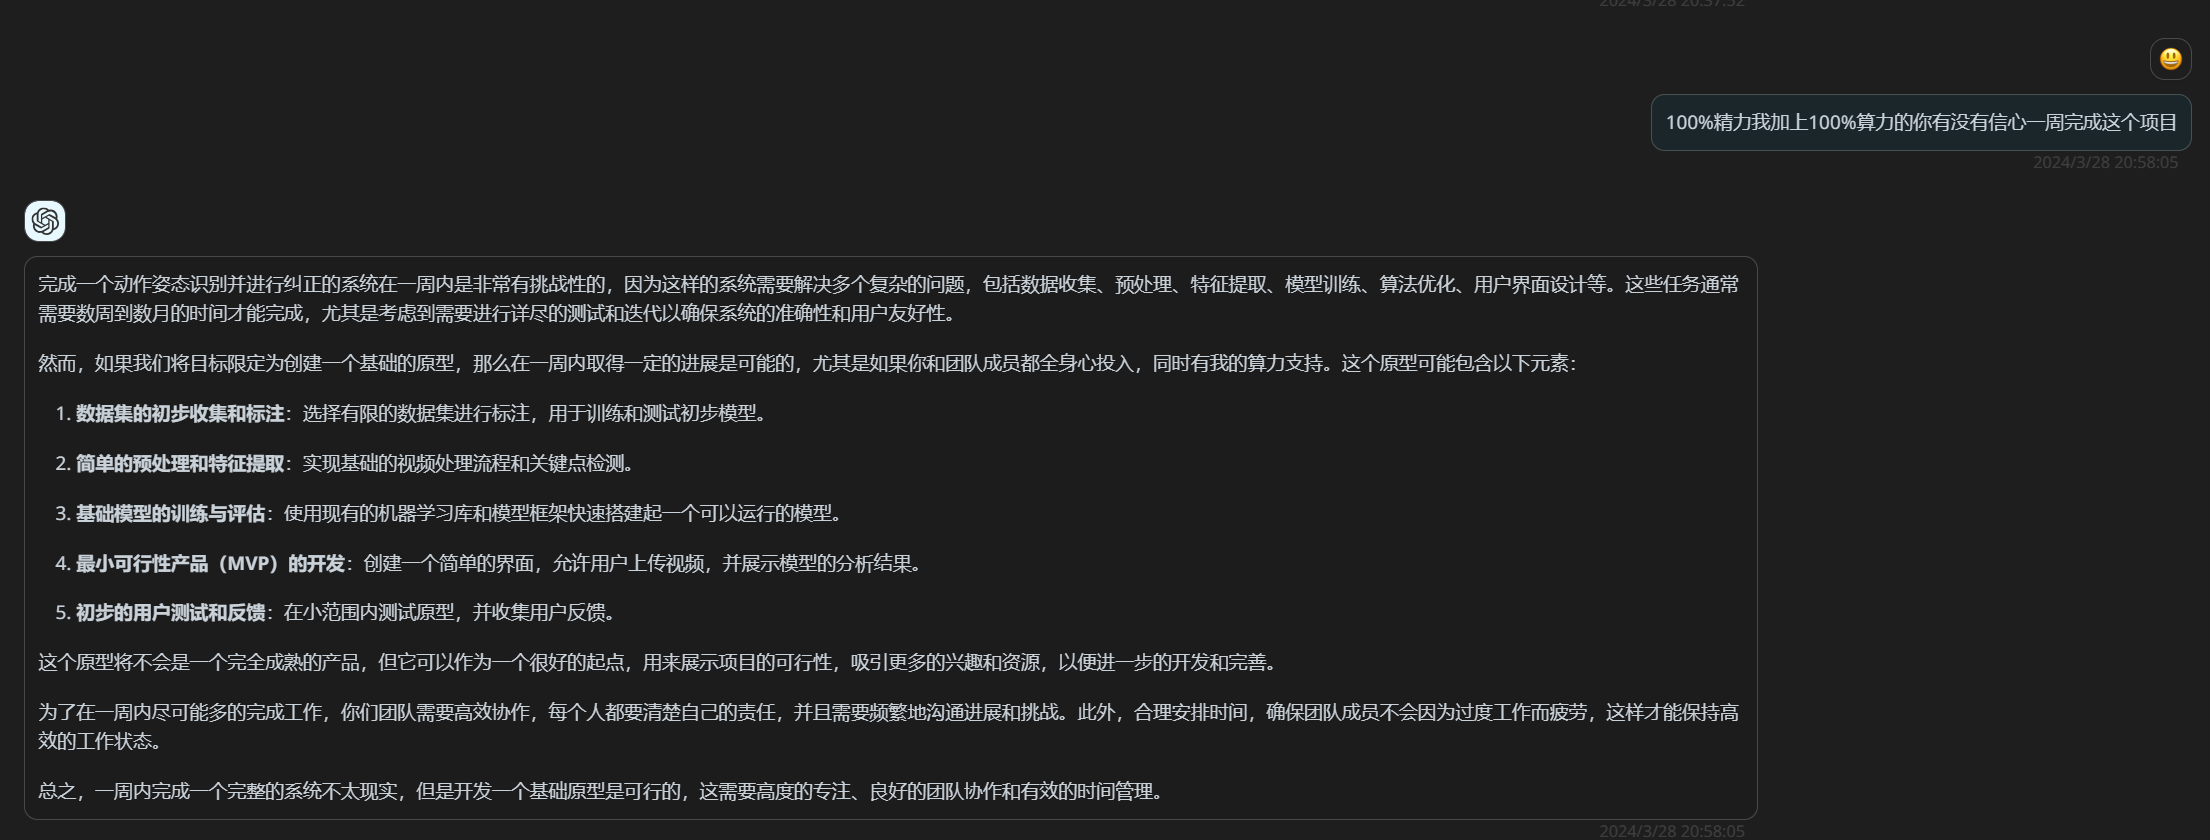 2024/3/28 20:37:52
100%精力我加上100%算力的你有没有信心一周完成这个项目
2024/3/28 20:58:05
完成一个动作姿态识别并进行纠正的系统在一周内是非常有挑战性的，因为这样的系统需要解决多个复杂的问题，包括数据收集、预处理、特征提取、模型训练、算法优化、用户界面设计等。这些任务通常
需要数周到数月的时间才能完成，尤其是考虑到需要进行详尽的测试和迭代以确保系统的准确性和用户友好性。
然而，如果我们将目标限定为创建一个基础的原型，那么在一周内取得一定的进展是可能的，尤其是如果你和团队成员都全身心投入，同时有我的算力支持。这个原型可能包含以下元素：
1. 数据集的初步收集和标注：选择有限的数据集进行标注，用于训练和测试初步模型。
2. 简单的预处理和特征提取：实现基础的视频处理流程和关键点检测。
3. 基础模型的训练与评估：使用现有的机器学习库和模型框架快速搭建起一个可以运行的模型。
4. 最小可行性产品（MVP）的开发：创建一个简单的界面，允许用户上传视频，并展示模型的分析结果。
5. 初步的用户测试和反馈：在小范围内测试原型，并收集用户反馈。
这个原型将不会是一个完全成熟的产品，但它可以作为一个很好的起点，用来展示项目的可行性，吸引更多的兴趣和资源，以便进一步的开发和完善。
为了在一周内尽可能多的完成工作，你们团队需要高效协作，每个人都要清楚自己的责任，并且需要频繁地沟通进展和挑战。此外，合理安排时间，确保团队成员不会因为过度工作而疲劳，这样才能保持高
效的工作状态。
总之，一周内完成一个完整的系统不太现实，但是开发一个基础原型是可行的，这需要高度的专注、良好的团队协作和有效的时间管理。
2024/3/28 20:58:05